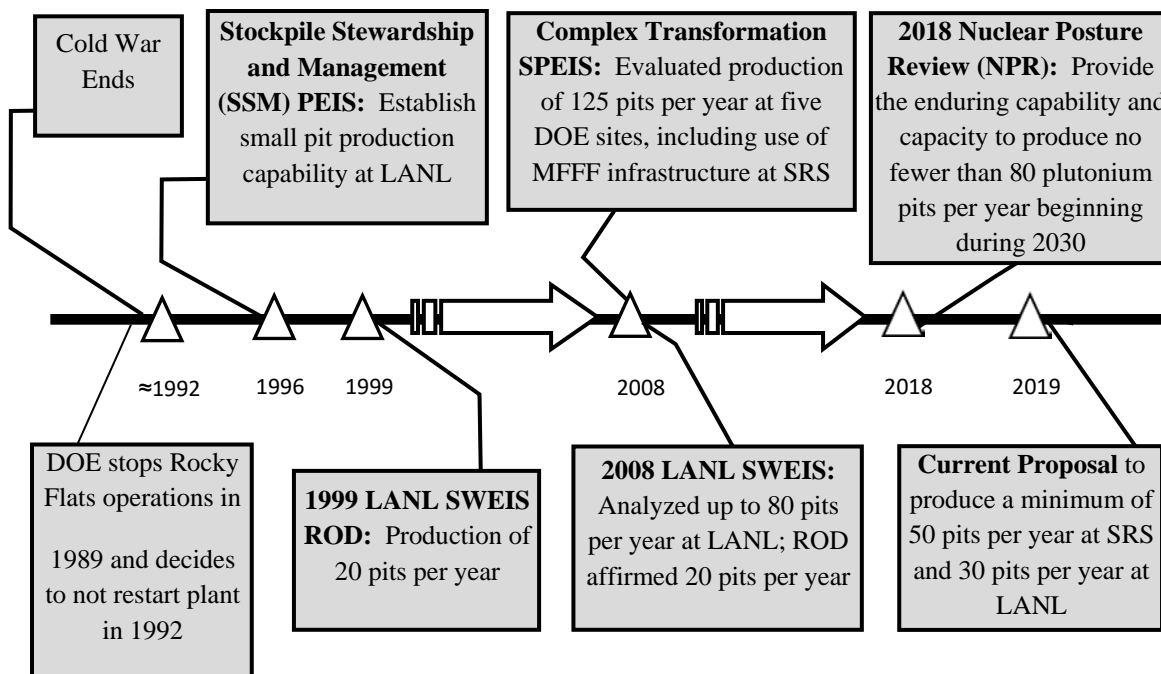 Cold War
Ends
Stockpile Stewardship
and Management
(SSM) PEIS: Establish
small pit production
capability at LANL
Complex Transformation
SPEIS: Evaluated production
of 125 pits per year at five
DOE sites, including use of
MFFF infrastructure at SRS
2018 Nuclear Posture
Review (NPR): Provide
the enduring capability and
capacity to produce no
fewer than 80 plutonium
pits per year beginning
during 2030
≈1992
1996
1999
2008
2018
2019
DOE stops Rocky
Flats operations in
1989 and decides
to not restart plant
in 1992
1999 LANL SWEIS
ROD: Production of
20 pits per year
2008 LANL SWEIS:
Analyzed up to 80 pits
per year at LANL; ROD
affirmed 20 pits per year
Current Proposal to
produce a minimum of
50 pits per year at SRS
and 30 pits per year at
LANL